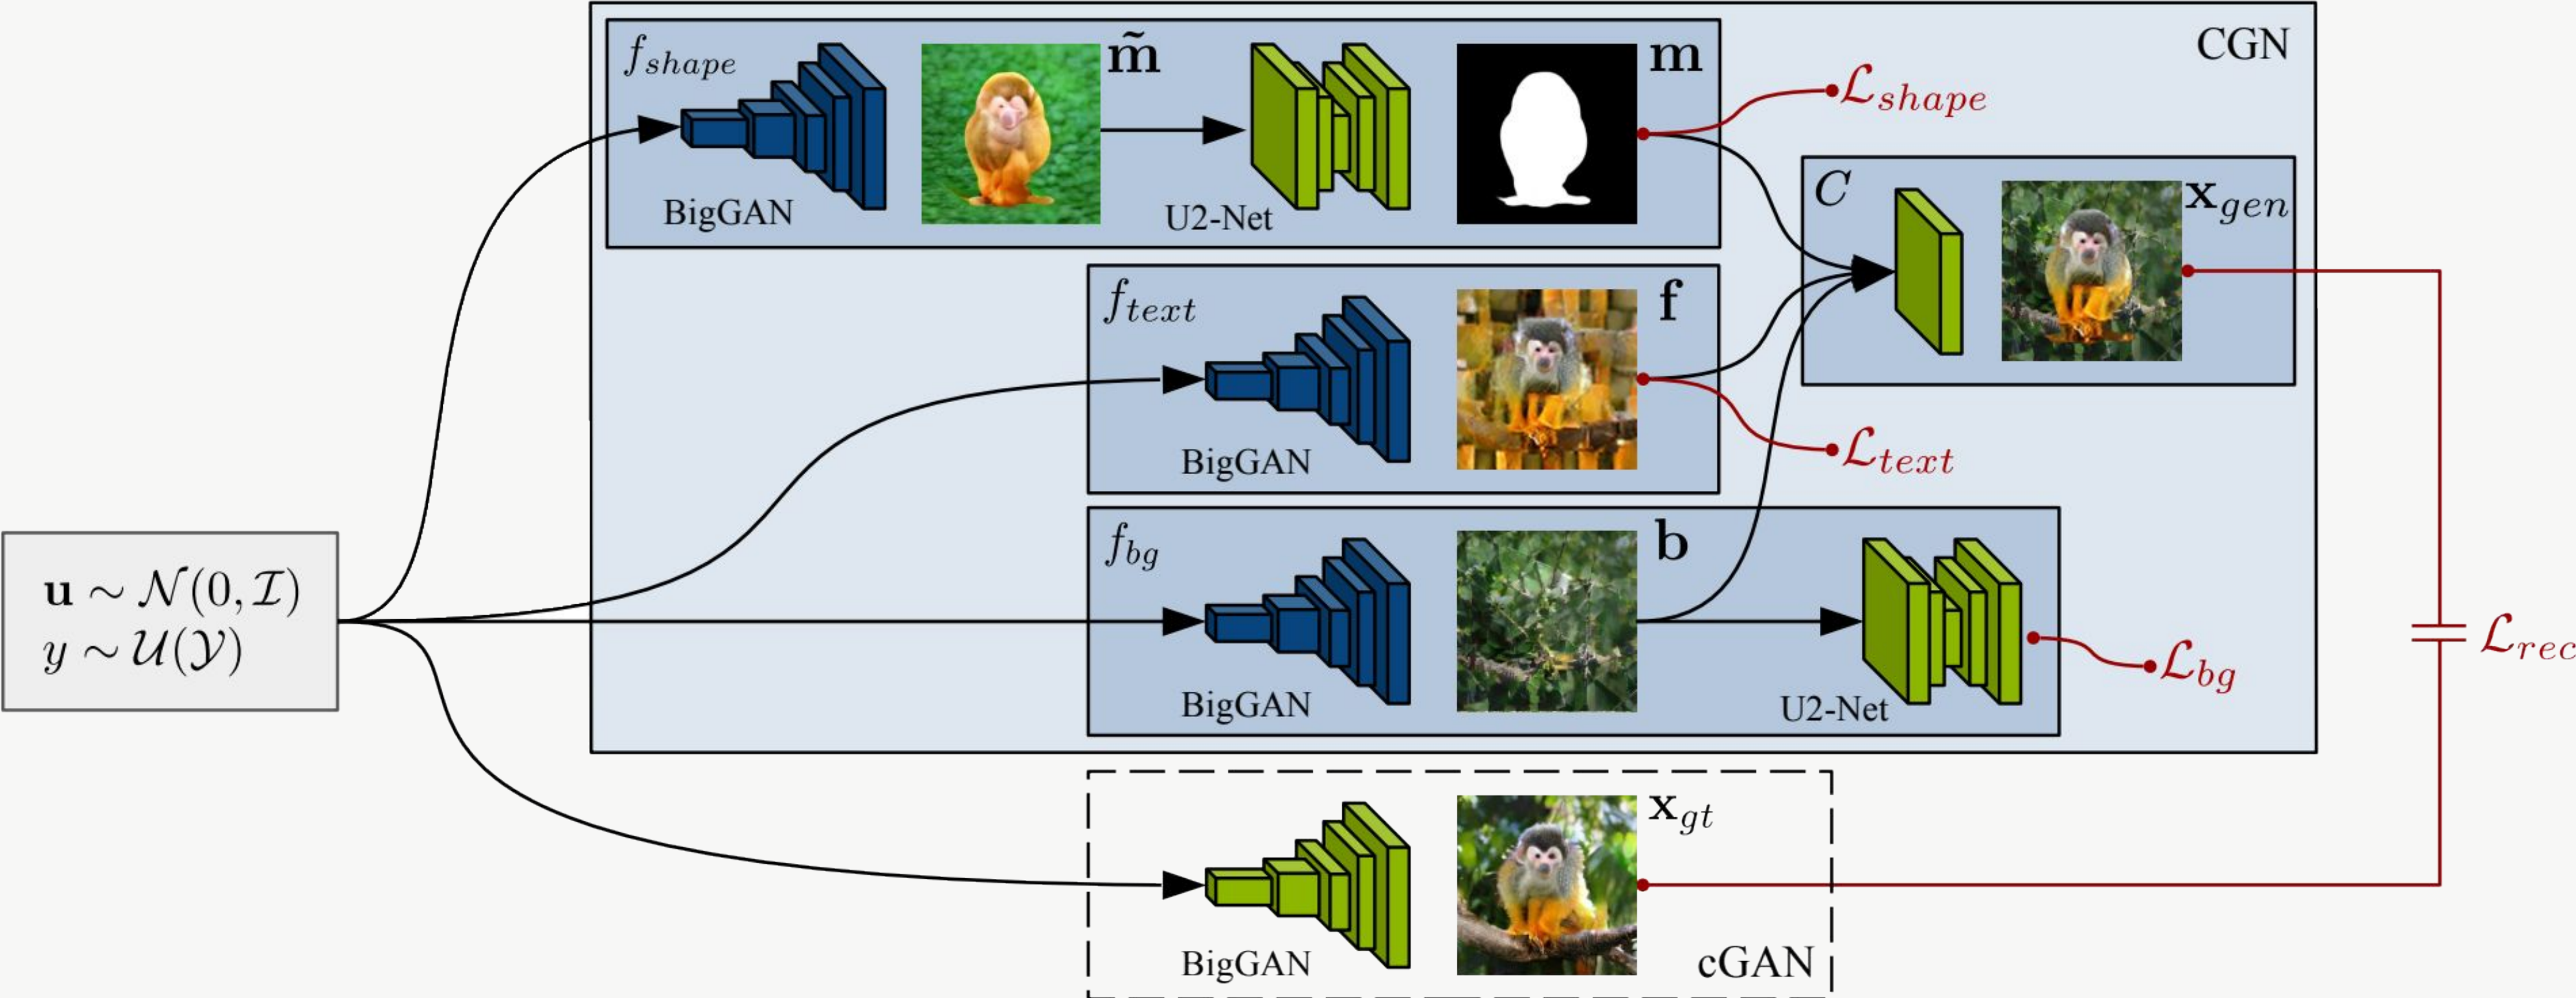 CGN
f_shape
m̃
m
BigGAN
U2-Net
ℒ_shape
C
x_gen
f_text
f
BigGAN
ℒ_text
f_bg
b
BigGAN
U2-Net
ℒ_bg
u ∼ 𝒩(0, ℐ)
y ∼ 𝒰(𝒴)
ℒ_rec
x_gt
BigGAN
cGAN